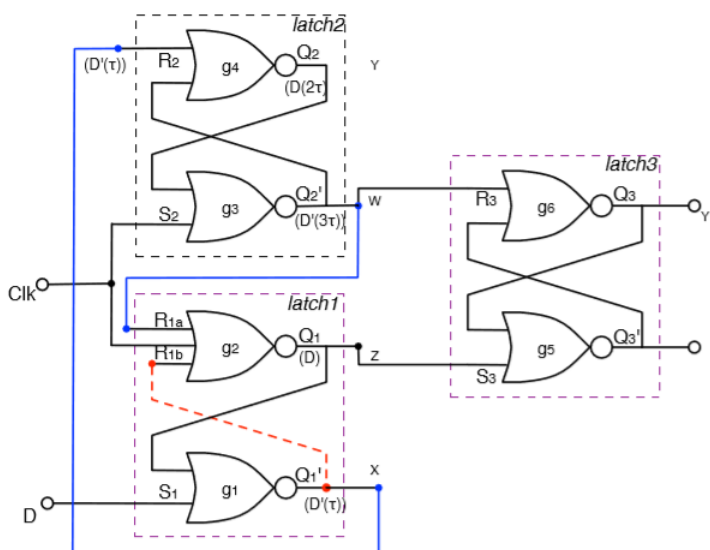 latch2
R2
g4
Q2
(D'(τ))
(D(2τ)
Y
S2
g3
Q2'
(D'(3τ))
W
latch3
R3
g6
Q3
Y
g5
Q3'
S3
Clk
latch1
R1a
R1b
g2
Q1
(D)
Z
S1
g1
Q1'
(D'(τ))
X
D